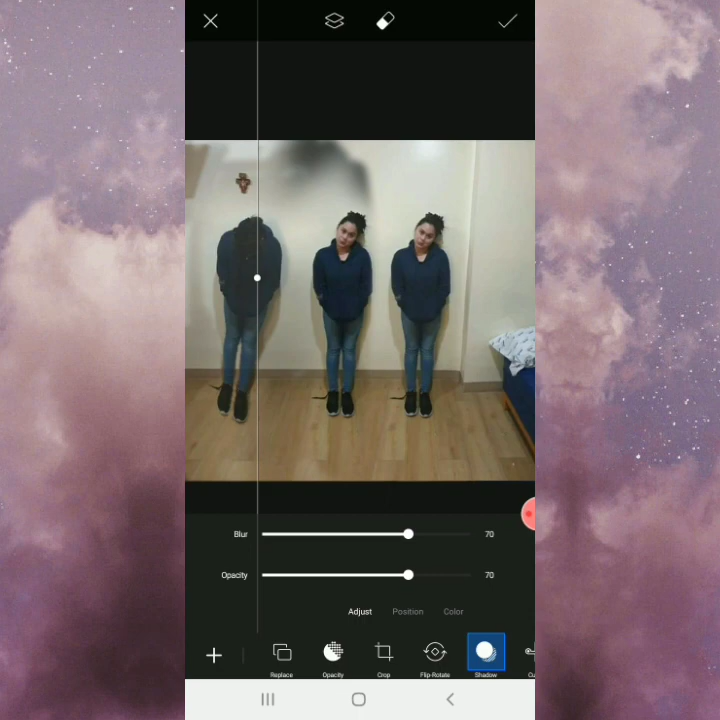 Blur 70
Opacity 70
Adjust Position Color
Replace Opacity Crop Flip-Rotate Shadow